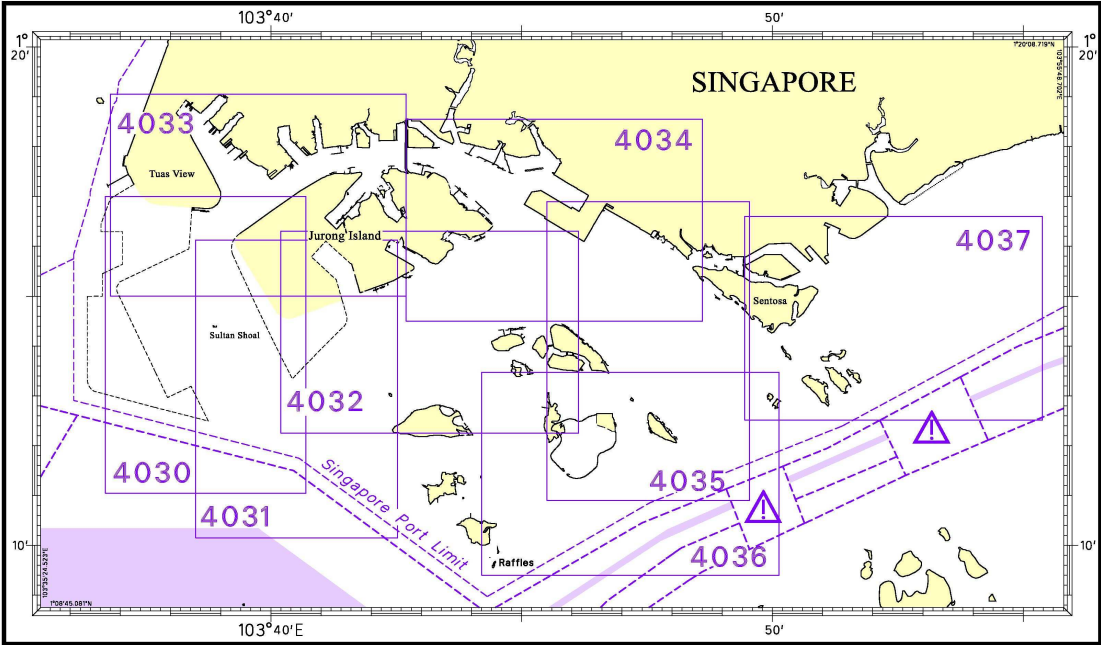 103°40′
50′
1°
20′
1°
20′
1°20′08.719″N
103°55′48.702″E
SINGAPORE
4033
4034
Tuas View
Jurong Island
4037
Sentosa
Sultan Shoal
4032
4030
4035
4031
Singapore Port Limit
4036
Raffles
10′
10′
103°35′24.523″E
1°08′45.081″N
103°40′E
50′